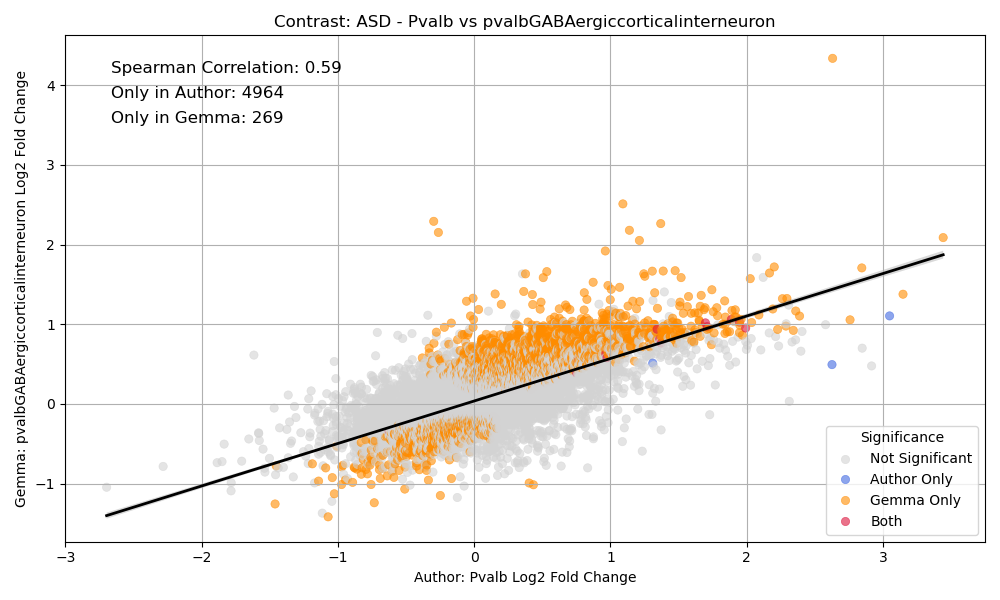 Contrast: ASD - Pvalb vs pvalbGABAergiccorticalinterneuron
Spearman Correlation: 0.59
Only in Author: 4964
Only in Gemma: 269
Gemma: pvalbGABAergiccorticalinterneuron Log2 Fold Change
4
3
2
1
0
−1
Significance
Not Significant
Author Only
Gemma Only
Both
−3 −2 −1 0 1 2 3
Author: Pvalb Log2 Fold Change